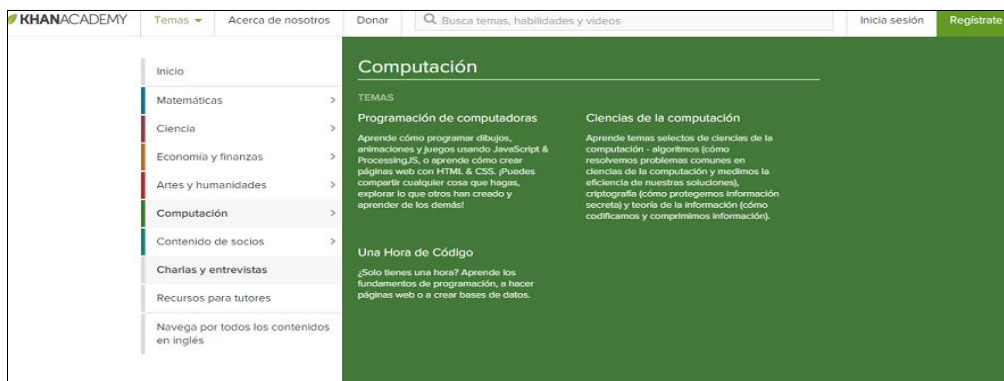 KHANACADEMY Temas Acerca de nosotros Donar Busca temas, habilidades y videos Inicia sesión Regístrate
Inicio
Matemáticas
Ciencia
Economía y finanzas
Artes y humanidades
Computación
Contenido de socios
Charlas y entrevistas
Recursos para tutores
Navega por todos los contenidos
en inglés
Computación
TEMAS
Programación de computadoras
Aprende cómo programar dibujos,
animaciones y juegos usando JavaScript &
ProcessingJS, o aprende cómo crear
páginas web con HTML & CSS. ¡Puedes
compartir cualquier cosa que hagas,
explorar lo que otros han creado y
aprender de los demás!
Ciencias de la computación
Aprende temas selectos de ciencias de la
computación - algoritmos (cómo
resolvemos problemas comunes en
ciencias de la computación y medimos la
eficiencia de nuestras soluciones),
criptografía (cómo protegemos información
secreta) y teoría de la información (cómo
codificamos y comprimimos información).
Una Hora de Código
¿Solo tienes una hora? Aprende los
fundamentos de programación, a hacer
páginas web o a crear bases de datos.